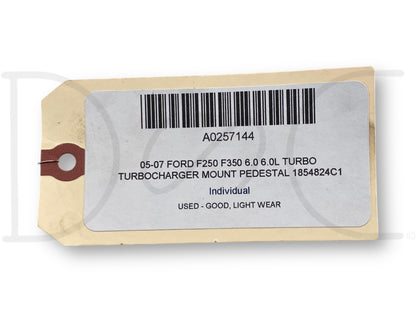 A0257144
05-07 FORD F250 F350 6.0 6.0L TURBO
TURBOCHARGER MOUNT PEDESTAL 1854824C1
Individual
USED - GOOD, LIGHT WEAR